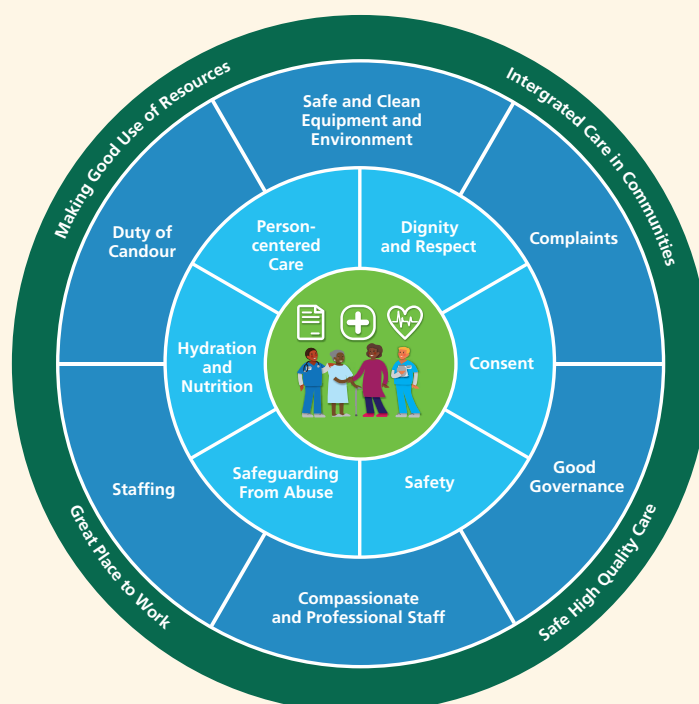 Making Good Use of Resources
Intergrated Care in Communities
Safe and Clean
Equipment and
Environment
Duty of
Candour
Complaints
Person-
centered
Care
Dignity
and Respect
Hydration
and
Nutrition
Consent
Safeguarding
From Abuse
Safety
Staffing
Good
Governance
Compassionate
and Professional Staff
Great Place to Work
Safe High Quality Care